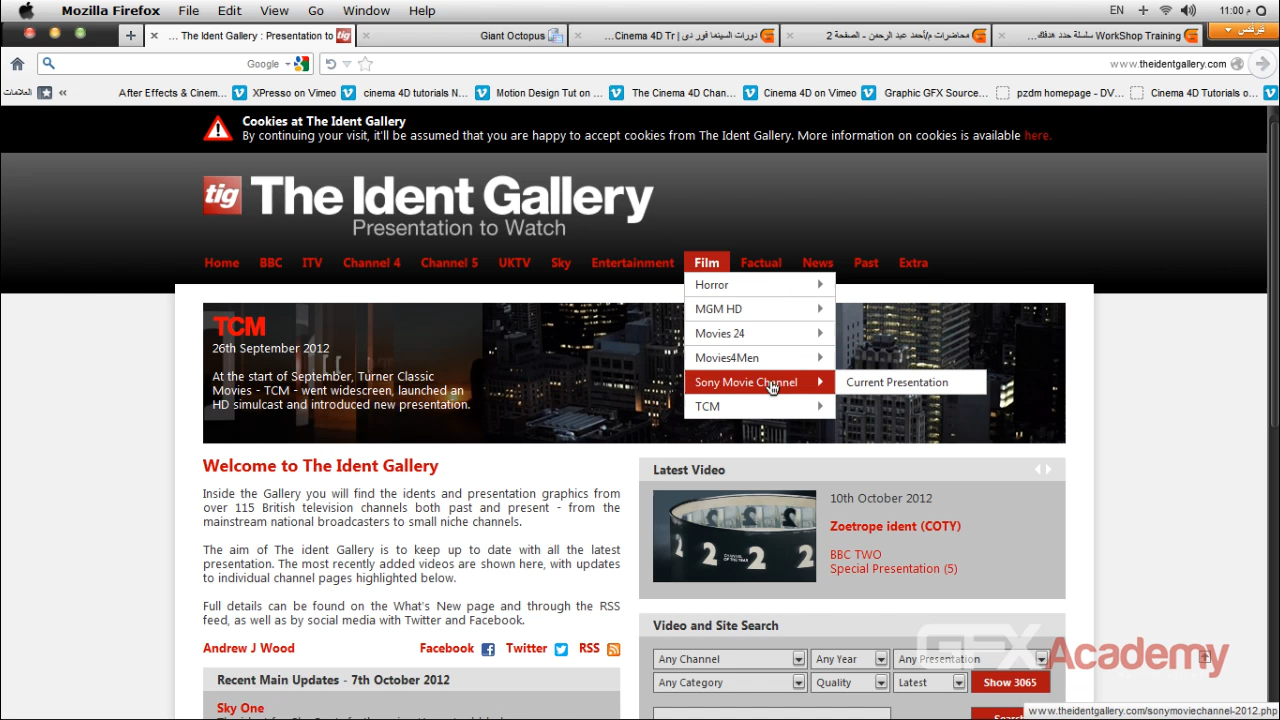 Mozilla Firefox File Edit View Go Window Help EN 11:00 م
... The Ident Gallery : Presentation to tig Giant Octopus ...Cinema 4D Tr | دورات السينما فور دى محاضرات م/أحمد عبد الرحمن - الصفحة 2 ...سلسلة حدد هدفك WorkShop Training
Google www.theidentgallery.com
العلامات After Effects & Cinem... XPresso on Vimeo cinema 4D tutorials N... Motion Design Tut on ... The Cinema 4D Chan... Cinema 4D on Vimeo Graphic GFX Source... pzdm homepage - DV... Cinema 4D Tutorials o...
Cookies at The Ident Gallery
By continuing your visit, it'll be assumed that you are happy to accept cookies from The Ident Gallery. More information on cookies is available here.
tig The Ident Gallery
Presentation to Watch
Home BBC ITV Channel 4 Channel 5 UKTV Sky Entertainment Film Factual News Past Extra
Horror
MGM HD
Movies 24
Movies4Men
Sony Movie Channel Current Presentation
TCM
TCM
26th September 2012
At the start of September, Turner Classic
Movies - TCM - went widescreen, launched an
HD simulcast and introduced new presentation.
Welcome to The Ident Gallery
Inside the Gallery you will find the idents and presentation graphics from
over 115 British television channels both past and present - from the
mainstream national broadcasters to small niche channels.
The aim of The ident Gallery is to keep up to date with all the latest
presentation. The most recently added videos are shown here, with updates
to individual channel pages highlighted below.
Full details can be found on the What's New page and through the RSS
feed, as well as by social media with Twitter and Facebook.
Andrew J Wood Facebook Twitter RSS
Recent Main Updates - 7th October 2012
Sky One
Latest Video
2 CHANNEL OF THE YEAR 2
10th October 2012
Zoetrope ident (COTY)
BBC TWO
Special Presentation (5)
Video and Site Search
Any Channel Any Year Any Presentation
Any Category Quality Latest Show 3065
GFX Academy
www.theidentgallery.com/sonymoviechannel-2012.php